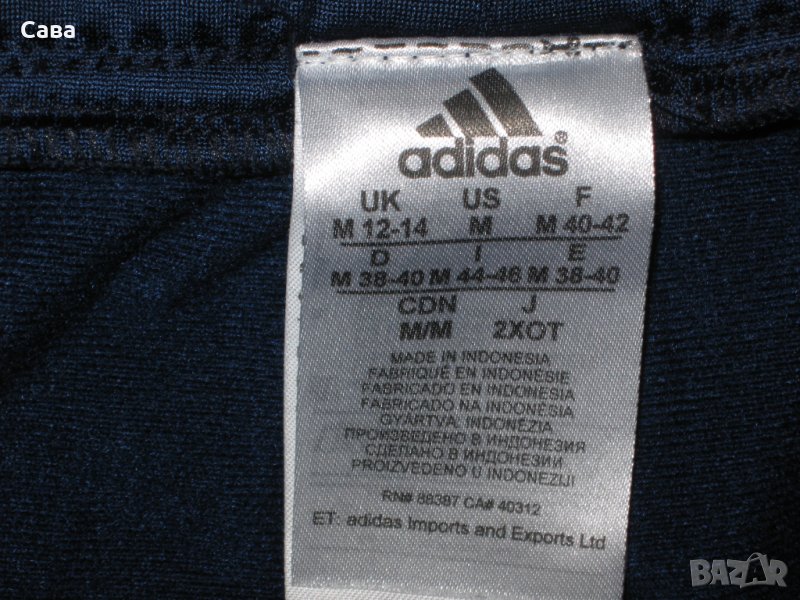 Сава
adidas®
UK US F
M 12-14 M M 40-42
D I E
M 38-40 M 44-46 M 38-40
CDN J
M/M 2XOT
MADE IN INDONESIA
FABRIQUÉ EN INDONÉSIE
FABRICADO EN INDONESIA
FABRICADO NA INDONÉSIA
GYÁRTVA: INDONÉZIA
ПРОИЗВЕДЕНО В ИНДОНЕЗИЯ
СДЕЛАНО В ИНДОНЕЗИИ
PROIZVEDENO U INDONEZIJI
RN# 88387 CA# 40312
ET: adidas Imports and Exports Ltd
BAZAR